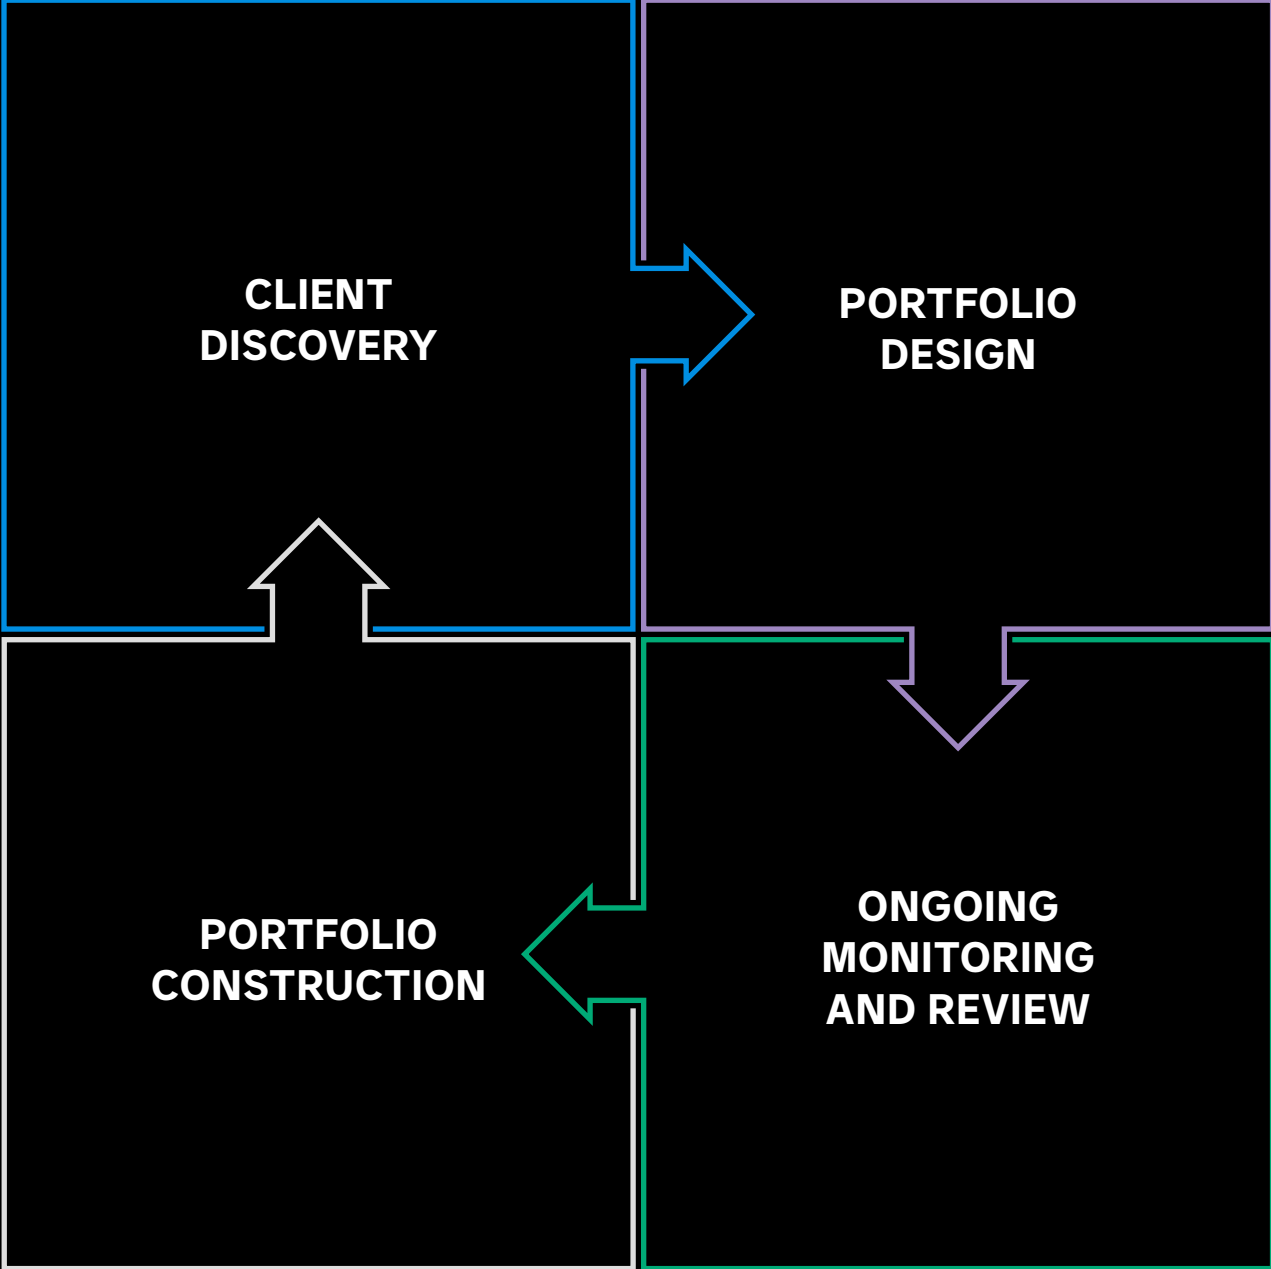 CLIENT
DISCOVERY
PORTFOLIO
DESIGN
PORTFOLIO
CONSTRUCTION
ONGOING
MONITORING
AND REVIEW